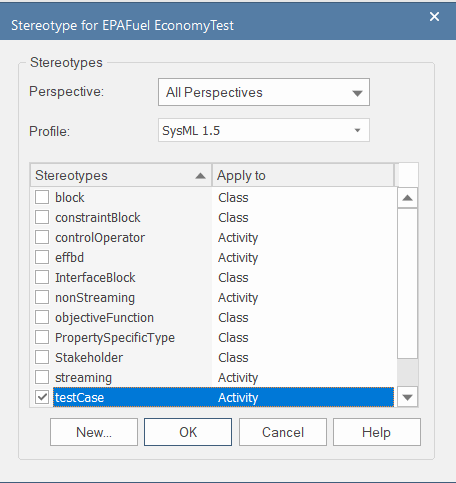 Stereotype for EPAFuel EconomyTest
Stereotypes
Perspective: All Perspectives
Profile: SysML 1.5
Stereotypes Apply to
block Class
constraintBlock Class
controlOperator Activity
effbd Activity
InterfaceBlock Class
nonStreaming Activity
objectiveFunction Class
PropertySpecificType Class
Stakeholder Class
streaming Activity
testCase Activity
New... OK Cancel Help